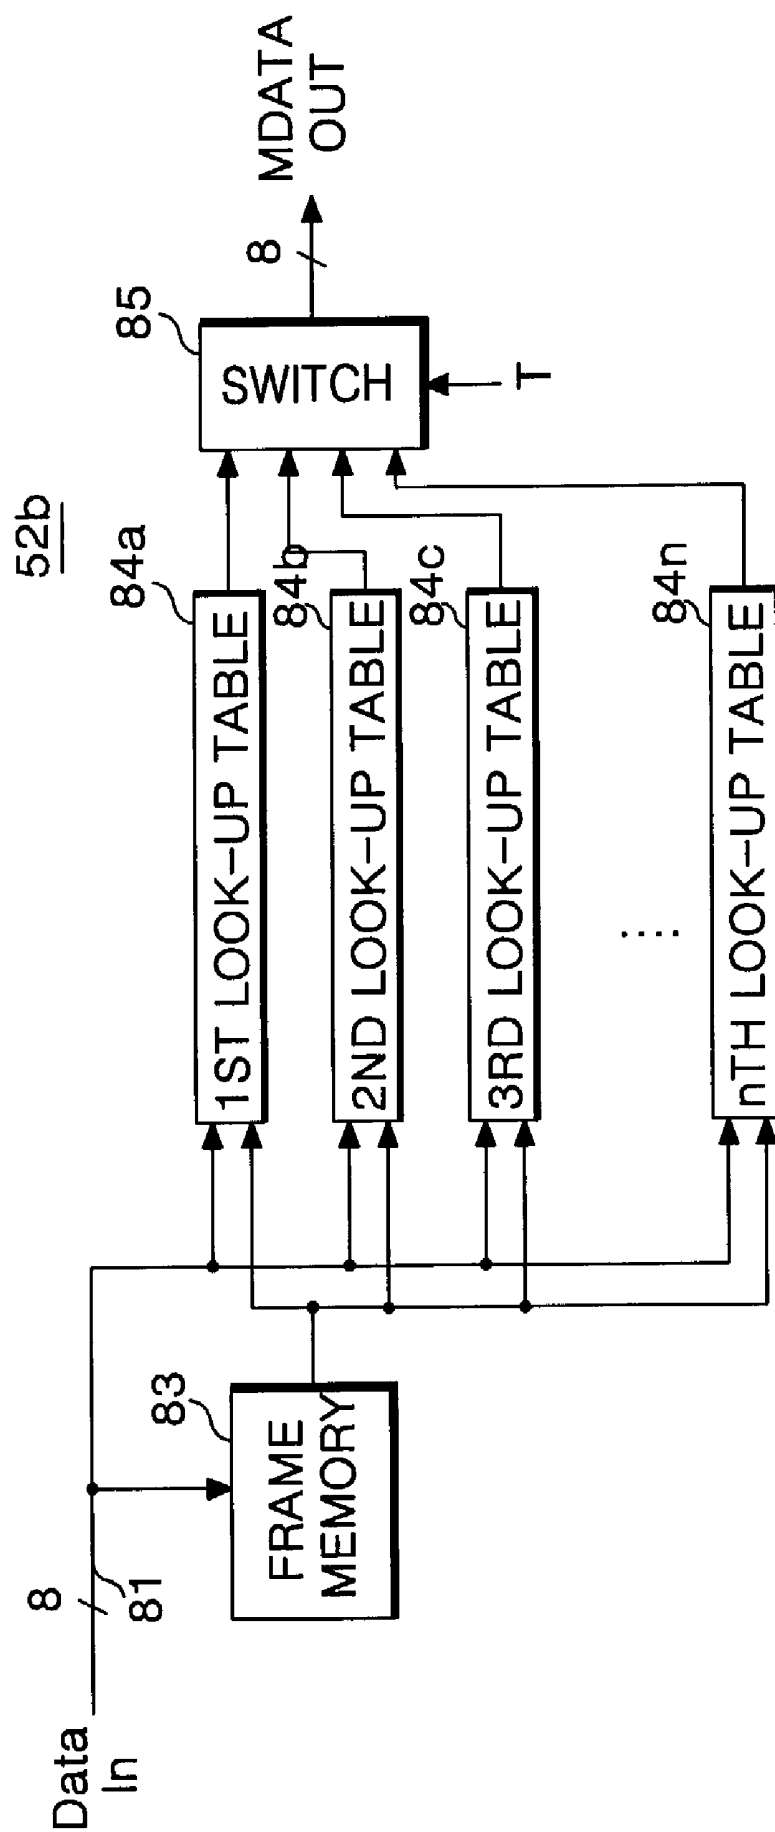 52b
Data
In
8
81
83
FRAME
MEMORY
84a
1ST LOOK-UP TABLE
84b
2ND LOOK-UP TABLE
84c
3RD LOOK-UP TABLE
....
84n
nTH LOOK-UP TABLE
85
SWITCH
T
8
MDATA
OUT